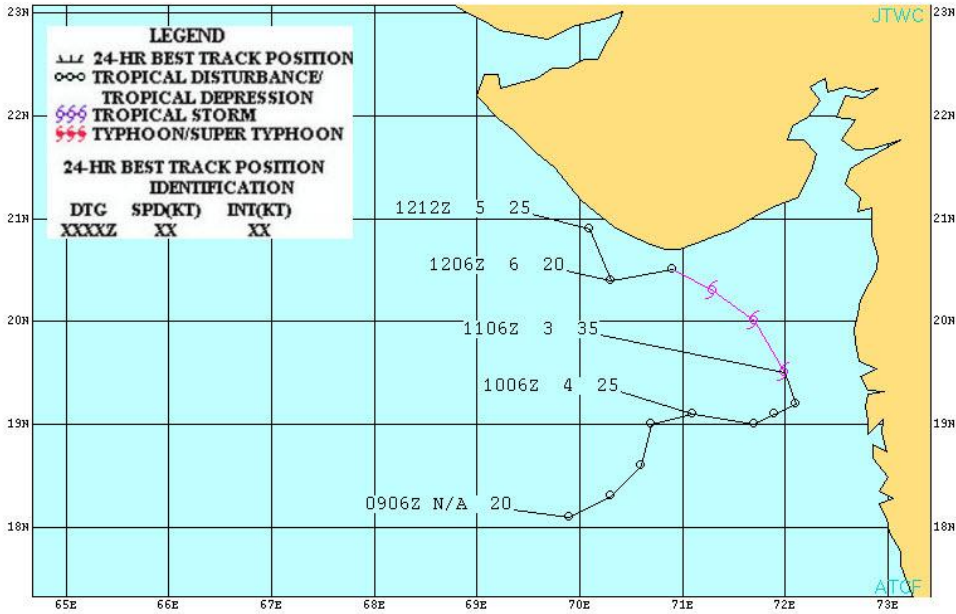 23N
23N
JTWC
LEGEND
24-HR BEST TRACK POSITION
TROPICAL DISTURBANCE/
TROPICAL DEPRESSION
TROPICAL STORM
TYPHOON/SUPER TYPHOON
24-HR BEST TRACK POSITION
IDENTIFICATION
DTG SPD(KT) INT(KT)
XXXXZ XX XX
22N
22N
1212Z 5 25
21N
21N
1206Z 6 20
20N
20N
1106Z 3 35
1006Z 4 25
19N
19N
0906Z N/A 20
18N
18N
ATCF
65E 66E 67E 68E 69E 70E 71E 72E 73E